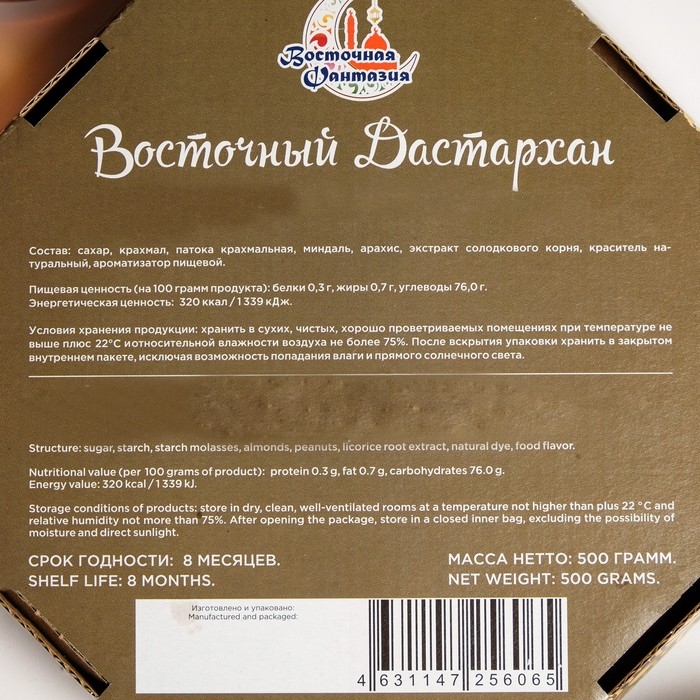 Восточная
Фантазия
Восточный Дастархан
Состав: сахар, крахмал, патока крахмальная, миндаль, арахис, экстракт солодкового корня, краситель на-
туральный, ароматизатор пищевой.
Пищевая ценность (на 100 грамм продукта): белки 0,3 г, жиры 0,7 г, углеводы 76,0 г.
Энергетическая ценность: 320 ккал / 1 339 кДж.
Условия хранения продукции: хранить в сухих, чистых, хорошо проветриваемых помещениях при температуре не
выше плюс 22°С и относительной влажности воздуха не более 75%. После вскрытия упаковки хранить в закрытом
внутреннем пакете, исключая возможность попадания влаги и прямого солнечного света.
Structure: sugar, starch, starch molasses, almonds, peanuts, licorice root extract, natural dye, food flavor.
Nutritional value (per 100 grams of product): protein 0.3 g, fat 0.7 g, carbohydrates 76.0 g.
Energy value: 320 kcal / 1 339 kJ.
Storage conditions of products: store in dry, clean, well-ventilated rooms at a temperature not higher than plus 22 °C and
relative humidity not more than 75%. After opening the package, store in a closed inner bag, excluding the possibility of
moisture and direct sunlight.
СРОК ГОДНОСТИ: 8 МЕСЯЦЕВ.
SHELF LIFE: 8 MONTHS.
МАССА НЕТТО: 500 ГРАММ.
NET WEIGHT: 500 GRAMS.
Изготовлено и упаковано:
Manufactured and packaged:
4 631147 256065